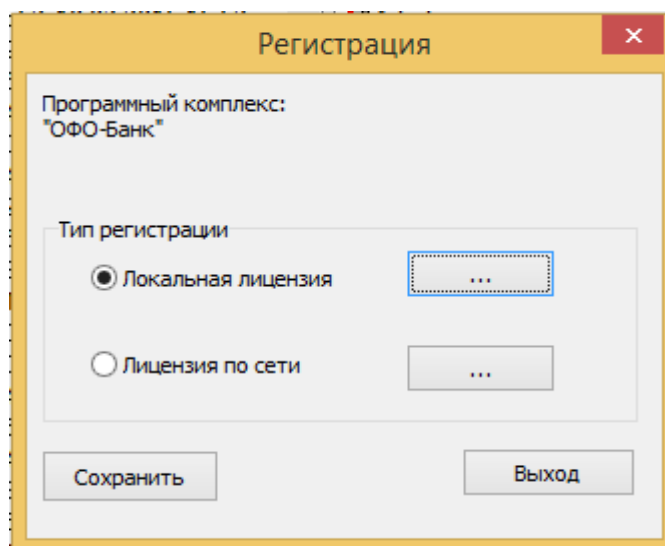 Регистрация
Программный комплекс:
"ОФО-Банк"
Тип регистрации
Локальная лицензия ...
Лицензия по сети ...
Сохранить Выход